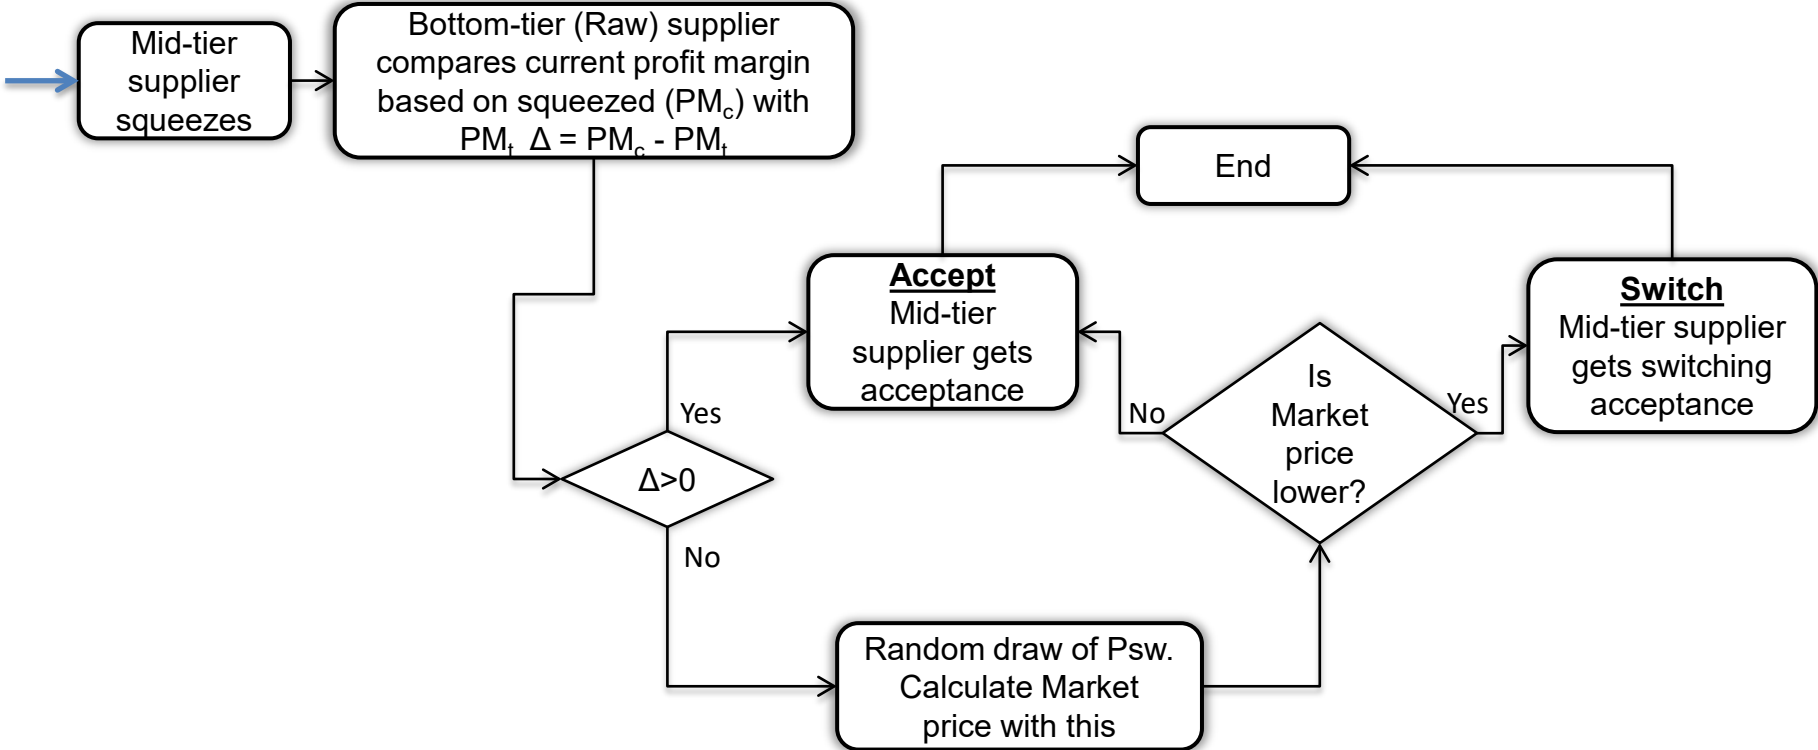 Mid-tier
supplier
squeezes
Bottom-tier (Raw) supplier
compares current profit margin
based on squeezed (PMc) with
PMt Δ = PMc - PMt
End
Accept
Mid-tier
supplier gets
acceptance
Switch
Mid-tier supplier
gets switching
acceptance
Is
Market
price
lower?
No
Yes
Yes
Δ>0
No
Random draw of Psw.
Calculate Market
price with this